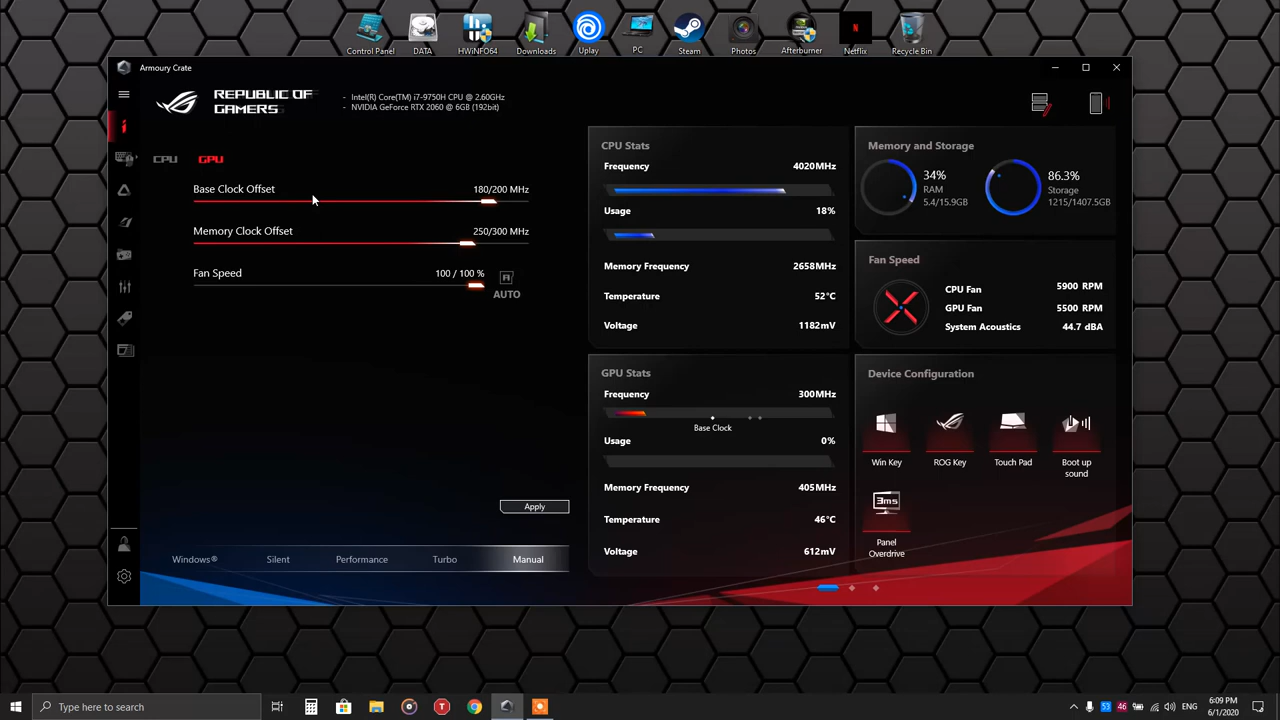 Control Panel
DATA
HWiNFO64
Downloads
Uplay
PC
Steam
Photos
Afterburner
Netflix
Recycle Bin
Armoury Crate
REPUBLIC OF
GAMERS
- Intel(R) Core(TM) i7-9750H CPU @ 2.60GHz
- NVIDIA GeForce RTX 2060 @ 6GB (192bit)
CPU GPU
Base Clock Offset 180/200 MHz
Memory Clock Offset 250/300 MHz
Fan Speed 100 / 100 %
AUTO
Apply
Windows® Silent Performance Turbo Manual
CPU Stats
Frequency 4020MHz
Usage 18%
Memory Frequency 2658MHz
Temperature 52°C
Voltage 1182mV
GPU Stats
Frequency 300MHz
Base Clock
Usage 0%
Memory Frequency 405MHz
Temperature 46°C
Voltage 612mV
Memory and Storage
34%
RAM
5.4/15.9GB
86.3%
Storage
1215/1407.5GB
Fan Speed
CPU Fan 5900 RPM
GPU Fan 5500 RPM
System Acoustics 44.7 dBA
Device Configuration
Win Key
ROG Key
Touch Pad
Boot up
sound
3ms
Panel
Overdrive
Type here to search
T
53 46
ENG
6:09 PM
6/1/2020